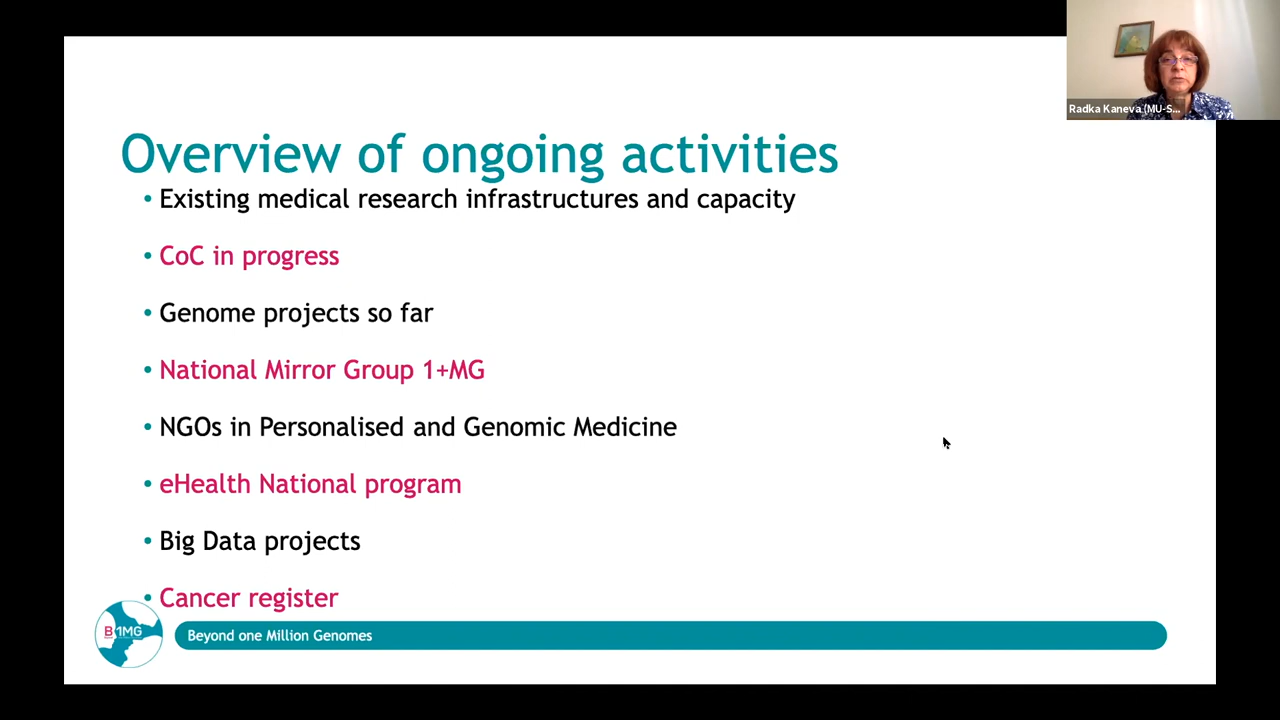 Radka Kaneva (MU-S...
Overview of ongoing activities
• Existing medical research infrastructures and capacity
• CoC in progress
• Genome projects so far
• National Mirror Group 1+MG
• NGOs in Personalised and Genomic Medicine
• eHealth National program
• Big Data projects
• Cancer register
B1MG
Beyond one Million Genomes